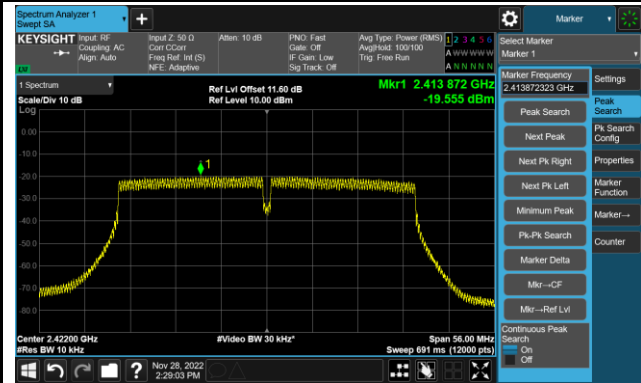 Spectrum Analyzer 1
Swept SA
Marker
KEYSIGHT
Input: RF
Coupling: AC
Align: Auto
Input Z: 50 Ω
Corr CCorr
Freq Ref: Int (S)
NFE: Adaptive
Atten: 10 dB
PNO: Fast
Gate: Off
IF Gain: Low
Sig Track: Off
Avg Type: Power (RMS)
Avg|Hold: 100/100
Trig: Free Run
1 2 3 4 5 6
A W W W W W
A N N N N N
Select Marker
Marker 1
1 Spectrum
Scale/Div 10 dB
Log
Ref Lvl Offset 11.60 dB
Ref Level 10.00 dBm
Mkr1 2.413 872 GHz
-19.555 dBm
0.00
-10.0
-20.0
-30.0
-40.0
-50.0
-60.0
-70.0
-80.0
1
Center 2.42200 GHz
#Res BW 10 kHz
#Video BW 30 kHz*
Span 56.00 MHz
Sweep 691 ms (12000 pts)
Marker Frequency
2.413872323 GHz
Peak Search
Next Peak
Next Pk Right
Next Pk Left
Minimum Peak
Pk-Pk Search
Marker Delta
Mkr→CF
Mkr→Ref Lvl
Continuous Peak
Search
On
Off
Settings
Peak
Search
Pk Search
Config
Properties
Marker
Function
Marker→
Counter
?
Nov 28, 2022
2:29:03 PM